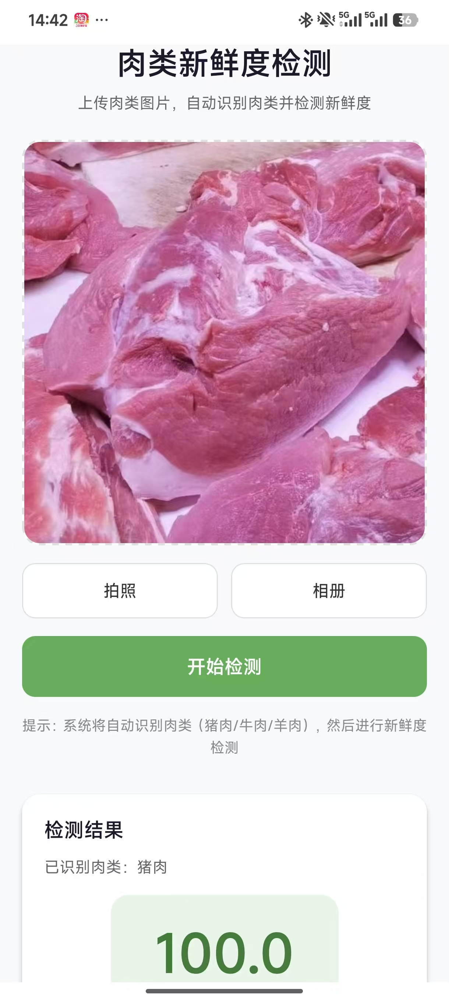 14:42 淘 ... 5G 5G 36
肉类新鲜度检测
上传肉类图片，自动识别肉类并检测新鲜度
拍照
相册
开始检测
提示：系统将自动识别肉类（猪肉/牛肉/羊肉），然后进行新鲜度
检测
检测结果
已识别肉类：猪肉
100.0